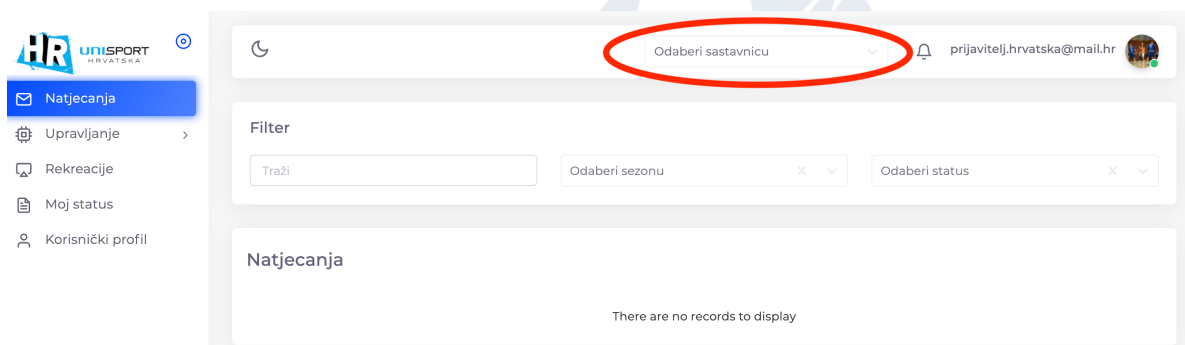 HR UNISPORT
HRVATSKA
Odaberi sastavnicu
prijavitelj.hrvatska@mail.hr
Natjecanja
Upravljanje
Rekreacije
Moj status
Korisnički profil
Filter
Traži
Odaberi sezonu
Odaberi status
Natjecanja
There are no records to display